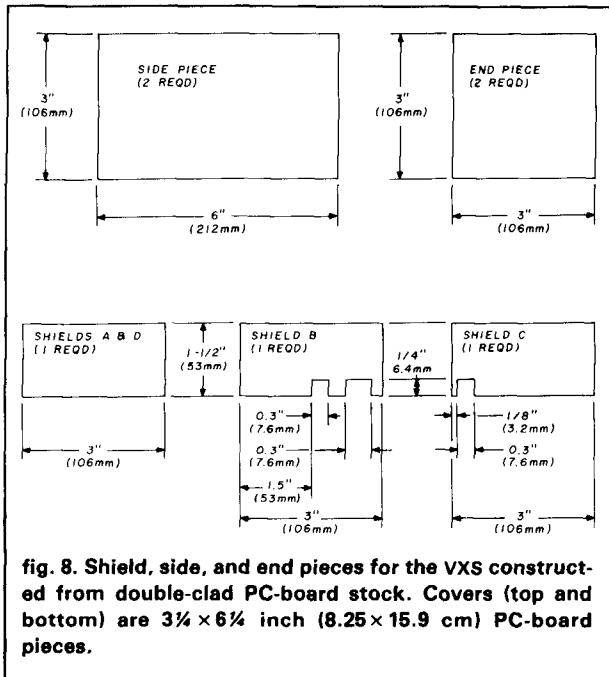 SIDE PIECE
(2 REQD)
3"
(106mm)
6"
(212mm)
END PIECE
(2 REQD)
3"
(106mm)
3"
(106mm)
SHIELDS A & D
(1 REQD)
3"
(106mm)
1-1/2"
(53mm)
SHIELD B
(1 REQD)
0.3"
(7.6mm)
0.3"
(7.6mm)
1.5"
(53mm)
3"
(106mm)
1/4"
6.4mm
SHIELD C
(1 REQD)
1/8"
(3.2mm)
0.3"
(7.6mm)
3"
(106mm)
fig. 8. Shield, side, and end pieces for the VXS construct-
ed from double-clad PC-board stock. Covers (top and
bottom) are 3¼ × 6¼ inch (8.25 × 15.9 cm) PC-board
pieces.